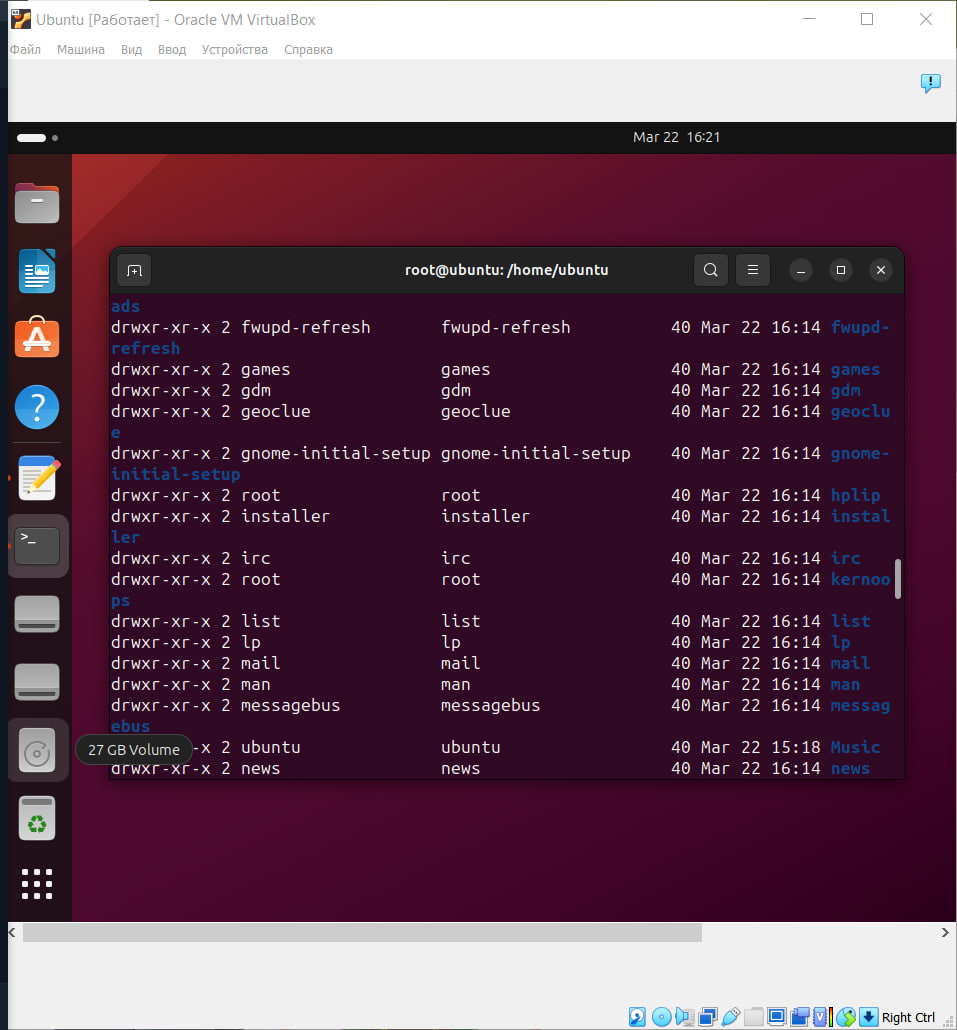 Ubuntu [Работает] - Oracle VM VirtualBox
Файл Машина Вид Ввод Устройства Справка
Mar 22 16:21
root@ubuntu: /home/ubuntu
ads
drwxr-xr-x 2 fwupd-refresh fwupd-refresh 40 Mar 22 16:14 fwupd-
refresh
drwxr-xr-x 2 games games 40 Mar 22 16:14 games
drwxr-xr-x 2 gdm gdm 40 Mar 22 16:14 gdm
drwxr-xr-x 2 geoclue geoclue 40 Mar 22 16:14 geoclu
e
drwxr-xr-x 2 gnome-initial-setup gnome-initial-setup 40 Mar 22 16:14 gnome-
initial-setup
drwxr-xr-x 2 root root 40 Mar 22 16:14 hplip
drwxr-xr-x 2 installer installer 40 Mar 22 16:14 instal
ler
drwxr-xr-x 2 irc irc 40 Mar 22 16:14 irc
drwxr-xr-x 2 root root 40 Mar 22 16:14 kernoo
ps
drwxr-xr-x 2 list list 40 Mar 22 16:14 list
drwxr-xr-x 2 lp lp 40 Mar 22 16:14 lp
drwxr-xr-x 2 mail mail 40 Mar 22 16:14 mail
drwxr-xr-x 2 man man 40 Mar 22 16:14 man
drwxr-xr-x 2 messagebus messagebus 40 Mar 22 16:14 messag
ebus
27 GB Volume
-x 2 ubuntu ubuntu 40 Mar 22 15:18 Music
drwxr-xr-x 2 news news 40 Mar 22 16:14 news
Right Ctrl